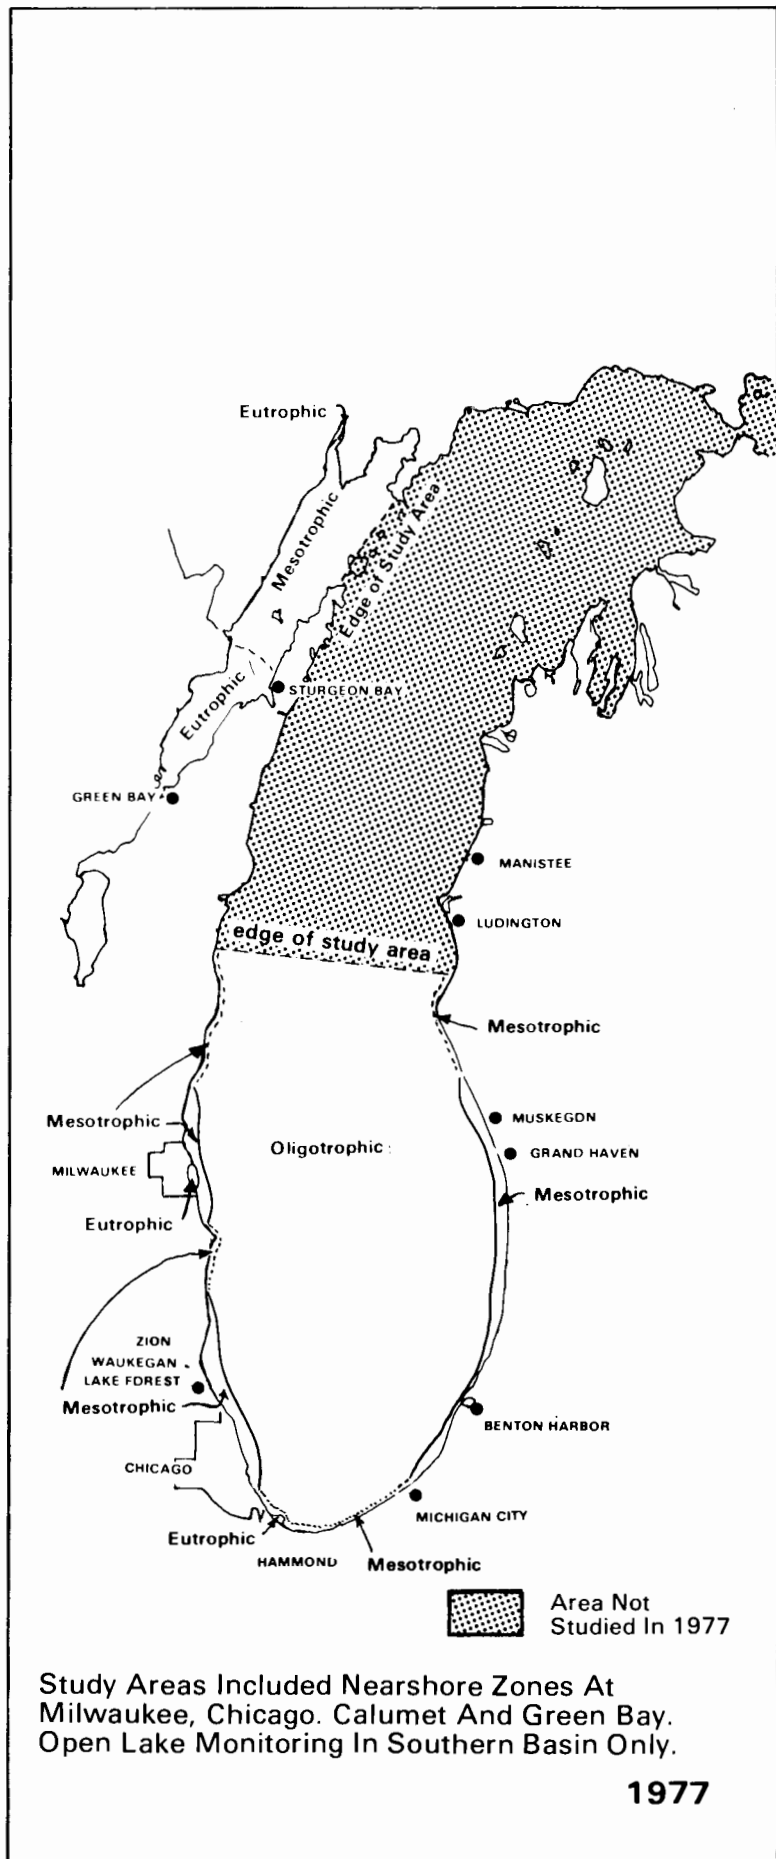 Eutrophic
Mesotrophic
Edge of Study Area
Eutrophic
STURGEON BAY
GREEN BAY
MANISTEE
LUDINGTON
edge of study area
Mesotrophic
Mesotrophic
MUSKEGON
Oligotrophic
GRAND HAVEN
MILWAUKEE
Mesotrophic
Eutrophic
ZION
WAUKEGAN
LAKE FOREST
Mesotrophic
BENTON HARBOR
CHICAGO
MICHIGAN CITY
Eutrophic
HAMMOND
Mesotrophic
Area Not
Studied In 1977
Study Areas Included Nearshore Zones At
Milwaukee, Chicago. Calumet And Green Bay.
Open Lake Monitoring In Southern Basin Only.
1977